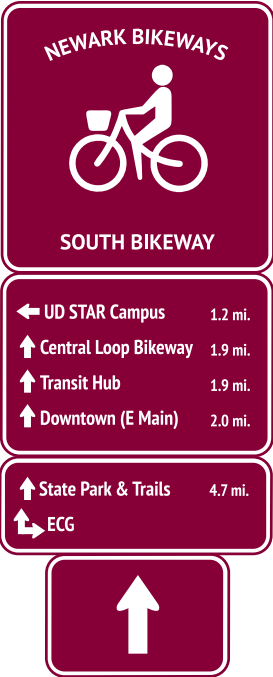 NEWARK BIKEWAYS
SOUTH BIKEWAY
UD STAR Campus 1.2 mi.
Central Loop Bikeway 1.9 mi.
Transit Hub 1.9 mi.
Downtown (E Main) 2.0 mi.
State Park & Trails 4.7 mi.
ECG